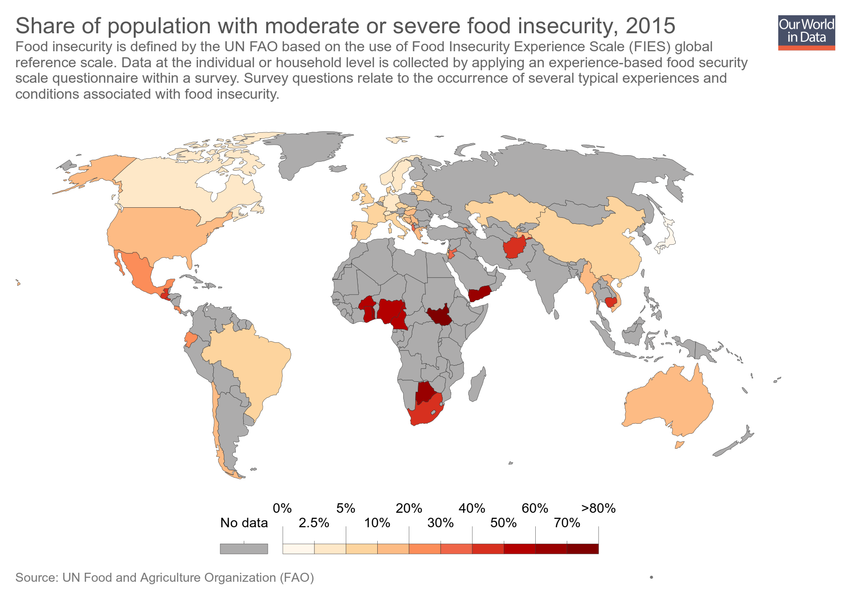 Share of population with moderate or severe food insecurity, 2015
Our World
in Data
Food insecurity is defined by the UN FAO based on the use of Food Insecurity Experience Scale (FIES) global
reference scale. Data at the individual or household level is collected by applying an experience-based food security
scale questionnaire within a survey. Survey questions relate to the occurrence of several typical experiences and
conditions associated with food insecurity.
0% 5% 20% 40% 60% >80%
No data 2.5% 10% 30% 50% 70%
Source: UN Food and Agriculture Organization (FAO)